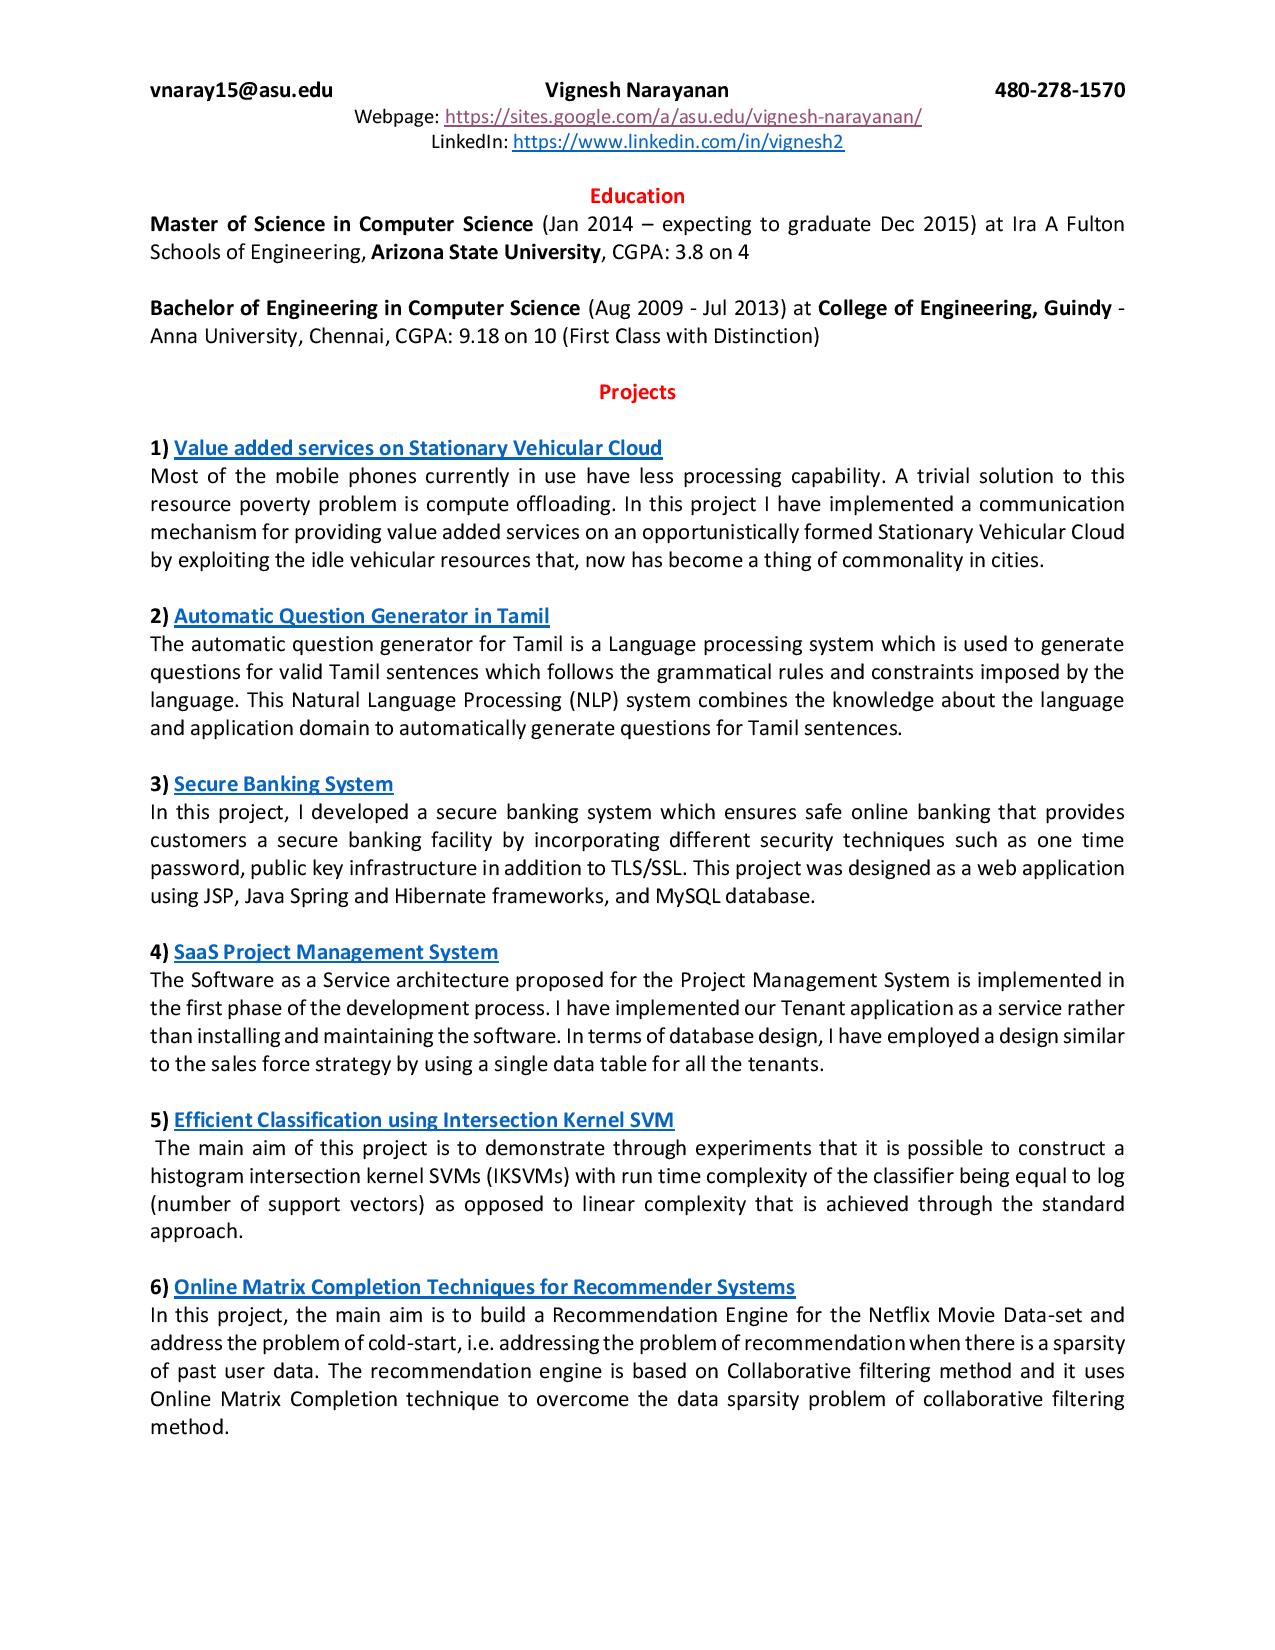 vnaray15@asu.edu Vignesh Narayanan 480-278-1570
Webpage: https://sites.google.com/a/asu.edu/vignesh-narayanan/
LinkedIn: https://www.linkedin.com/in/vignesh2
Education
Master of Science in Computer Science (Jan 2014 – expecting to graduate Dec 2015) at Ira A Fulton
Schools of Engineering, Arizona State University, CGPA: 3.8 on 4
Bachelor of Engineering in Computer Science (Aug 2009 - Jul 2013) at College of Engineering, Guindy -
Anna University, Chennai, CGPA: 9.18 on 10 (First Class with Distinction)
Projects
1) Value added services on Stationary Vehicular Cloud
Most of the mobile phones currently in use have less processing capability. A trivial solution to this
resource poverty problem is compute offloading. In this project I have implemented a communication
mechanism for providing value added services on an opportunistically formed Stationary Vehicular Cloud
by exploiting the idle vehicular resources that, now has become a thing of commonality in cities.
2) Automatic Question Generator in Tamil
The automatic question generator for Tamil is a Language processing system which is used to generate
questions for valid Tamil sentences which follows the grammatical rules and constraints imposed by the
language. This Natural Language Processing (NLP) system combines the knowledge about the language
and application domain to automatically generate questions for Tamil sentences.
3) Secure Banking System
In this project, I developed a secure banking system which ensures safe online banking that provides
customers a secure banking facility by incorporating different security techniques such as one time
password, public key infrastructure in addition to TLS/SSL. This project was designed as a web application
using JSP, Java Spring and Hibernate frameworks, and MySQL database.
4) SaaS Project Management System
The Software as a Service architecture proposed for the Project Management System is implemented in
the first phase of the development process. I have implemented our Tenant application as a service rather
than installing and maintaining the software. In terms of database design, I have employed a design similar
to the sales force strategy by using a single data table for all the tenants.
5) Efficient Classification using Intersection Kernel SVM
The main aim of this project is to demonstrate through experiments that it is possible to construct a
histogram intersection kernel SVMs (IKSVMs) with run time complexity of the classifier being equal to log
(number of support vectors) as opposed to linear complexity that is achieved through the standard
approach.
6) Online Matrix Completion Techniques for Recommender Systems
In this project, the main aim is to build a Recommendation Engine for the Netflix Movie Data-set and
address the problem of cold-start, i.e. addressing the problem of recommendation when there is a sparsity
of past user data. The recommendation engine is based on Collaborative filtering method and it uses
Online Matrix Completion technique to overcome the data sparsity problem of collaborative filtering
method.